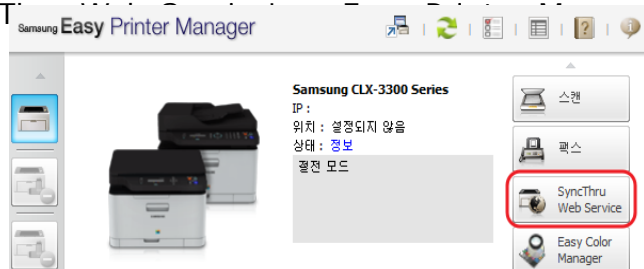 Samsung Easy Printer Manager
Samsung CLX-3300 Series
IP :
위치 : 설정되지 않음
상태 : 정보
절전 모드
스캔
팩스
SyncThru
Web Service
Easy Color
Manager